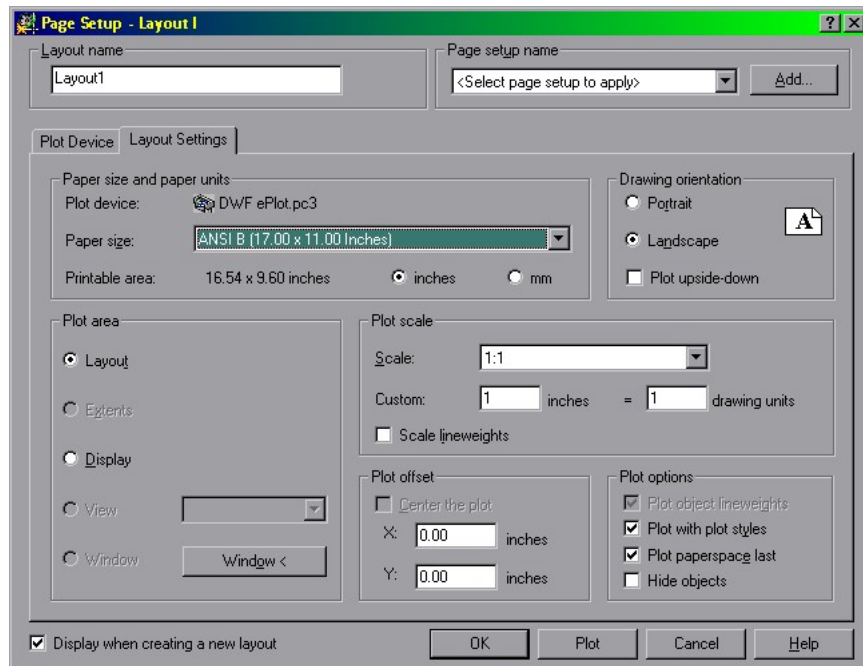 Page Setup - Layout1
Layout name
Layout1
Page setup name
<Select page setup to apply>
Add...
Plot Device
Layout Settings
Paper size and paper units
Plot device: DWF ePlot.pc3
Paper size: ANSI B (17.00 x 11.00 Inches)
Printable area: 16.54 x 9.60 inches inches mm
Drawing orientation
Portrait
A
Landscape
Plot upside-down
Plot area
Layout
Extents
Display
View
Window Window <
Plot scale
Scale: 1:1
Custom: 1 inches = 1 drawing units
Scale lineweights
Plot offset
Center the plot
X: 0.00 inches
Y: 0.00 inches
Plot options
Plot object lineweights
Plot with plot styles
Plot paperspace last
Hide objects
Display when creating a new layout
OK Plot Cancel Help